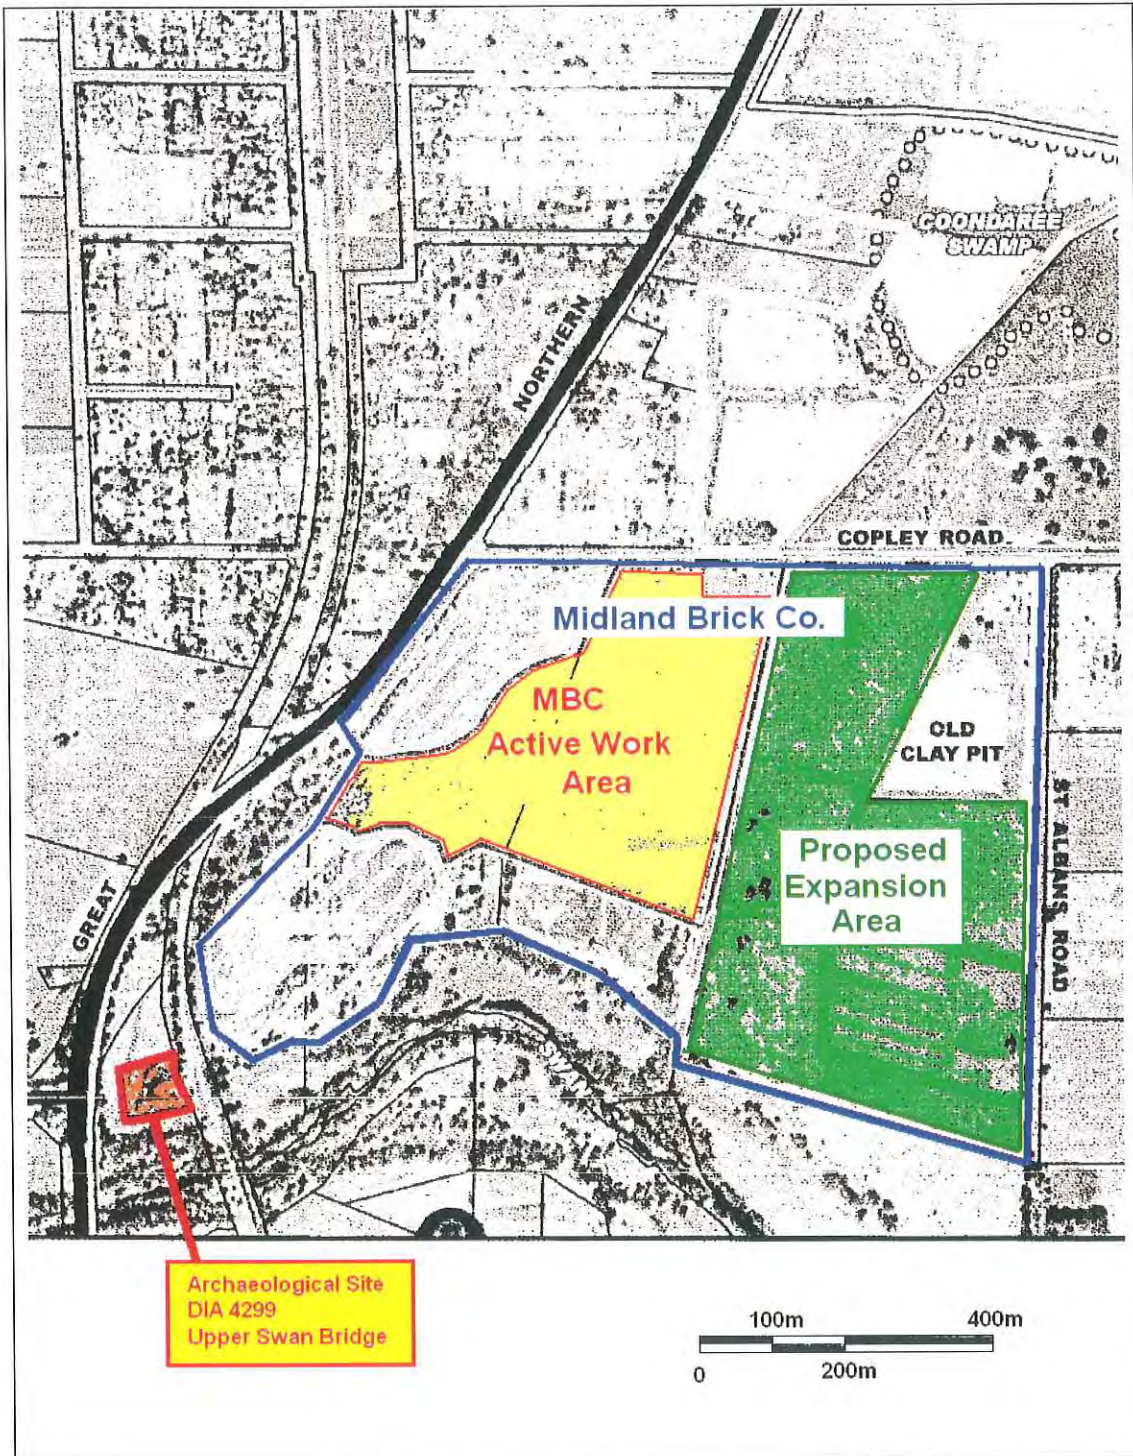 COONDAREE
SWAMP
NORTHERN
COPLEY ROAD
Midland Brick Co.
MBC
Active Work
Area
OLD
CLAY PIT
ST ALBANS ROAD
Proposed
Expansion
Area
GREAT
SWAN
Archaeological Site
DIA 4299
Upper Swan Bridge
100m
400m
0
200m